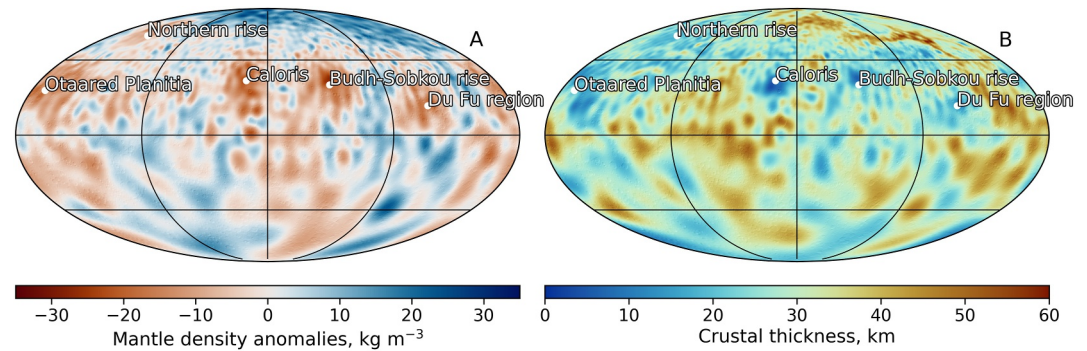 Northern rise
A
Otaared Planitia
Caloris
Budh-Sobkou rise
Du Fu region
−30 −20 −10 0 10 20 30
Mantle density anomalies, kg m⁻³
Northern rise
B
Otaared Planitia
Caloris
Budh-Sobkou rise
Du Fu region
0 10 20 30 40 50 60
Crustal thickness, km